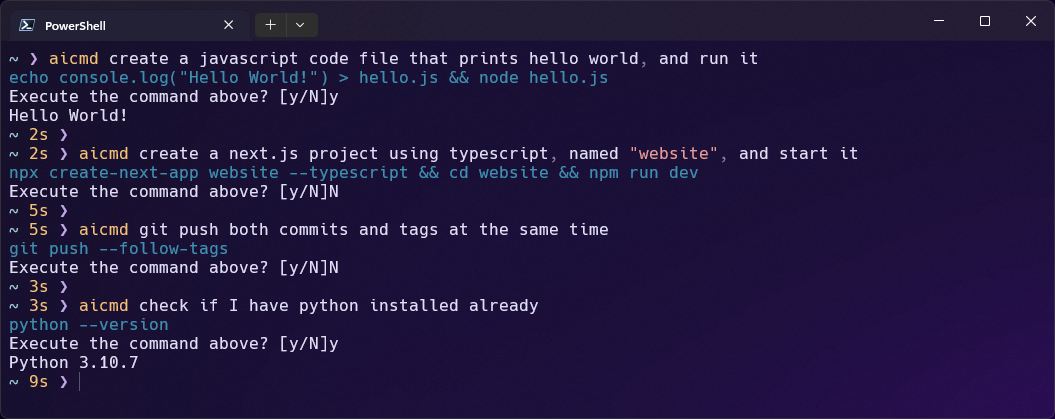 PowerShell
~ ❯ aicmd create a javascript code file that prints hello world, and run it
echo console.log("Hello World!") > hello.js && node hello.js
Execute the command above? [y/N]y
Hello World!
~ 2s ❯
~ 2s ❯ aicmd create a next.js project using typescript, named "website", and start it
npx create-next-app website --typescript && cd website && npm run dev
Execute the command above? [y/N]N
~ 5s ❯
~ 5s ❯ aicmd git push both commits and tags at the same time
git push --follow-tags
Execute the command above? [y/N]N
~ 3s ❯
~ 3s ❯ aicmd check if I have python installed already
python --version
Execute the command above? [y/N]y
Python 3.10.7
~ 9s ❯